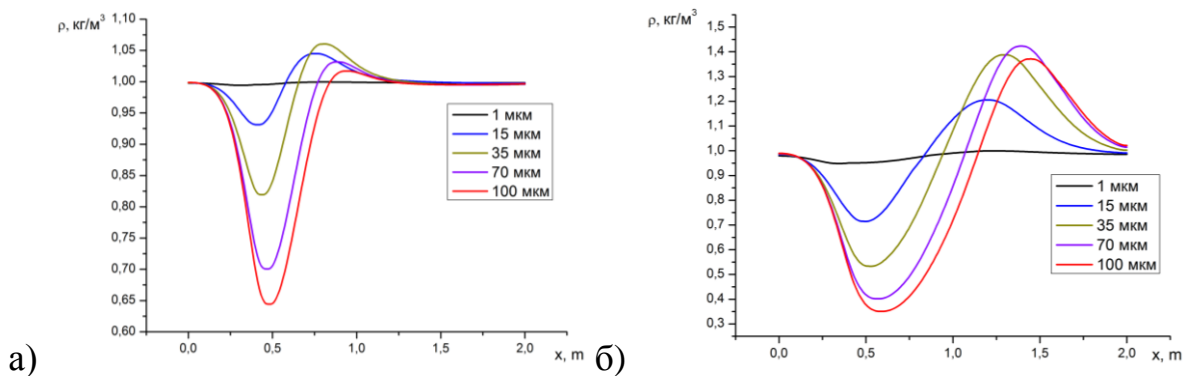 ρ, кг/м³
1,10
1,05
1,00
0,95
0,90
0,85
0,80
0,75
0,70
0,65
0,60
0,0 0,5 1,0 1,5 2,0
x, m
1 мкм
15 мкм
35 мкм
70 мкм
100 мкм
а)
ρ, кг/м³
1,5
1,4
1,3
1,2
1,1
1,0
0,9
0,8
0,7
0,6
0,5
0,4
0,3
0,0 0,5 1,0 1,5 2,0
x, m
1 мкм
15 мкм
35 мкм
70 мкм
100 мкм
б)